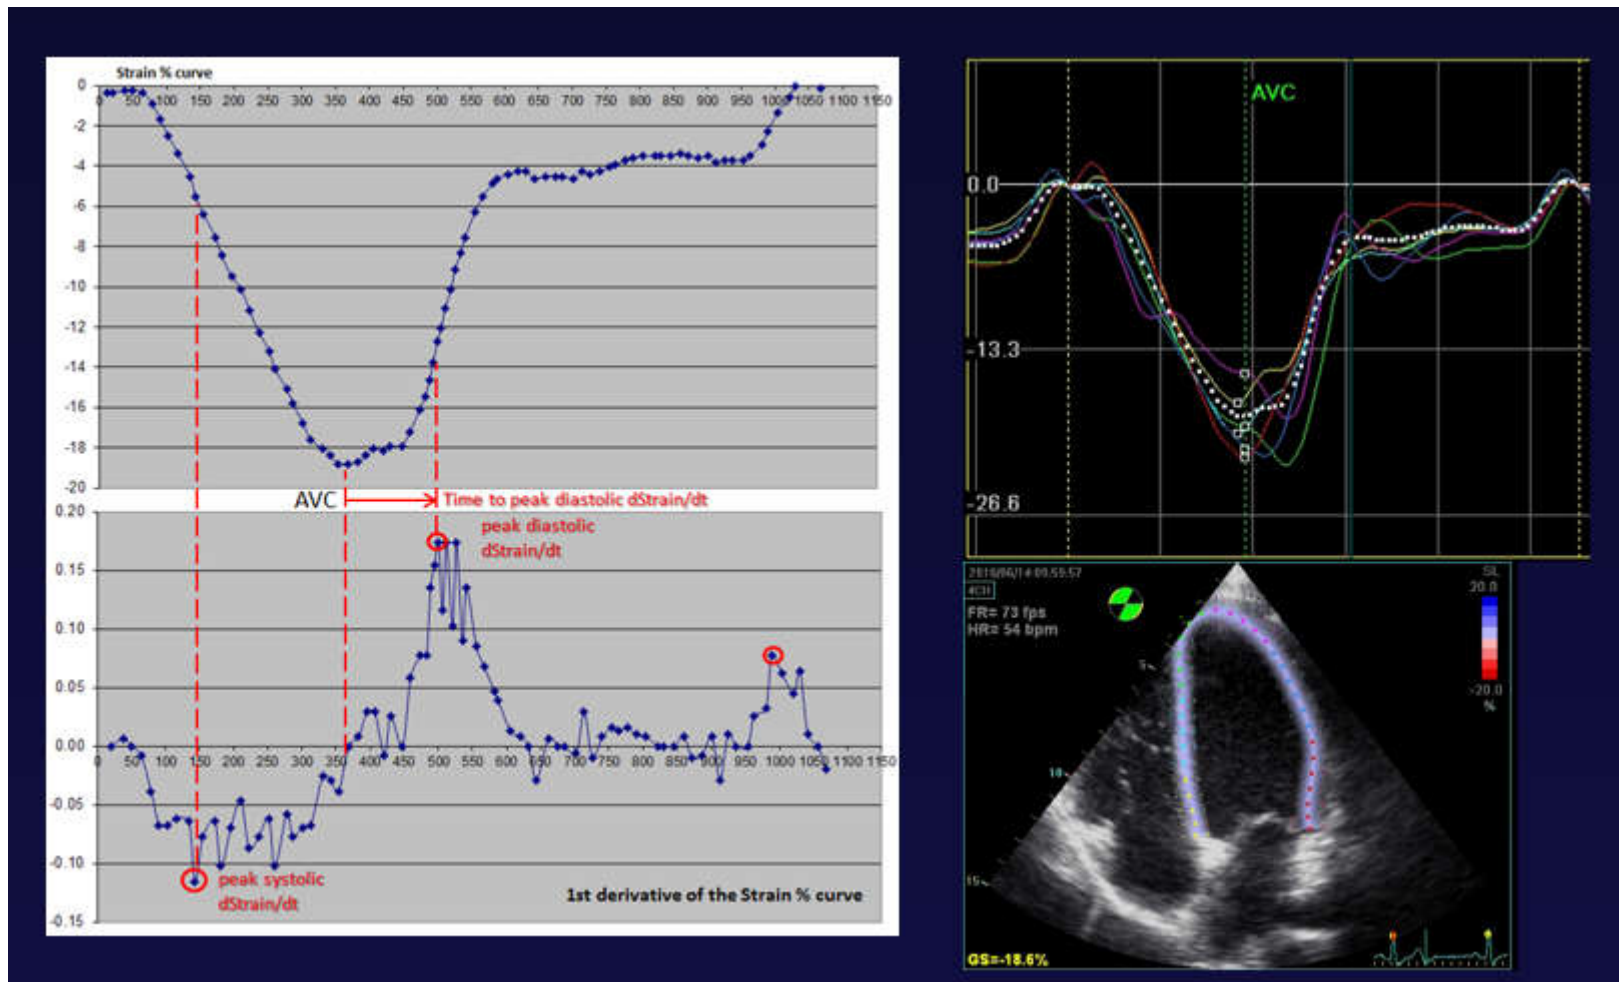 Strain % curve
0
0 50 100 150 200 250 300 350 400 450 500 550 600 650 700 750 800 850 900 950 1000 1050 1100 1150
-2
-4
-6
-8
-10
-12
-14
-16
-18
-20
AVC
Time to peak diastolic dStrain/dt
peak diastolic
dStrain/dt
0.20
0.15
0.10
0.05
0.00
50 100 150 200 250 300 350 400 450 500 550 600 650 700 750 800 850 900 950 1000 1050 1100 1150
-0.05
-0.10
-0.15
peak systolic
dStrain/dt
1st derivative of the Strain % curve
AVC
0.0
-13.3
-26.6
2010/06/14-09:59:57
4CH
FR= 73 fps
HR= 54 bpm
SL
20.0
-20.0
%
5
10
15
GS=-18.6%